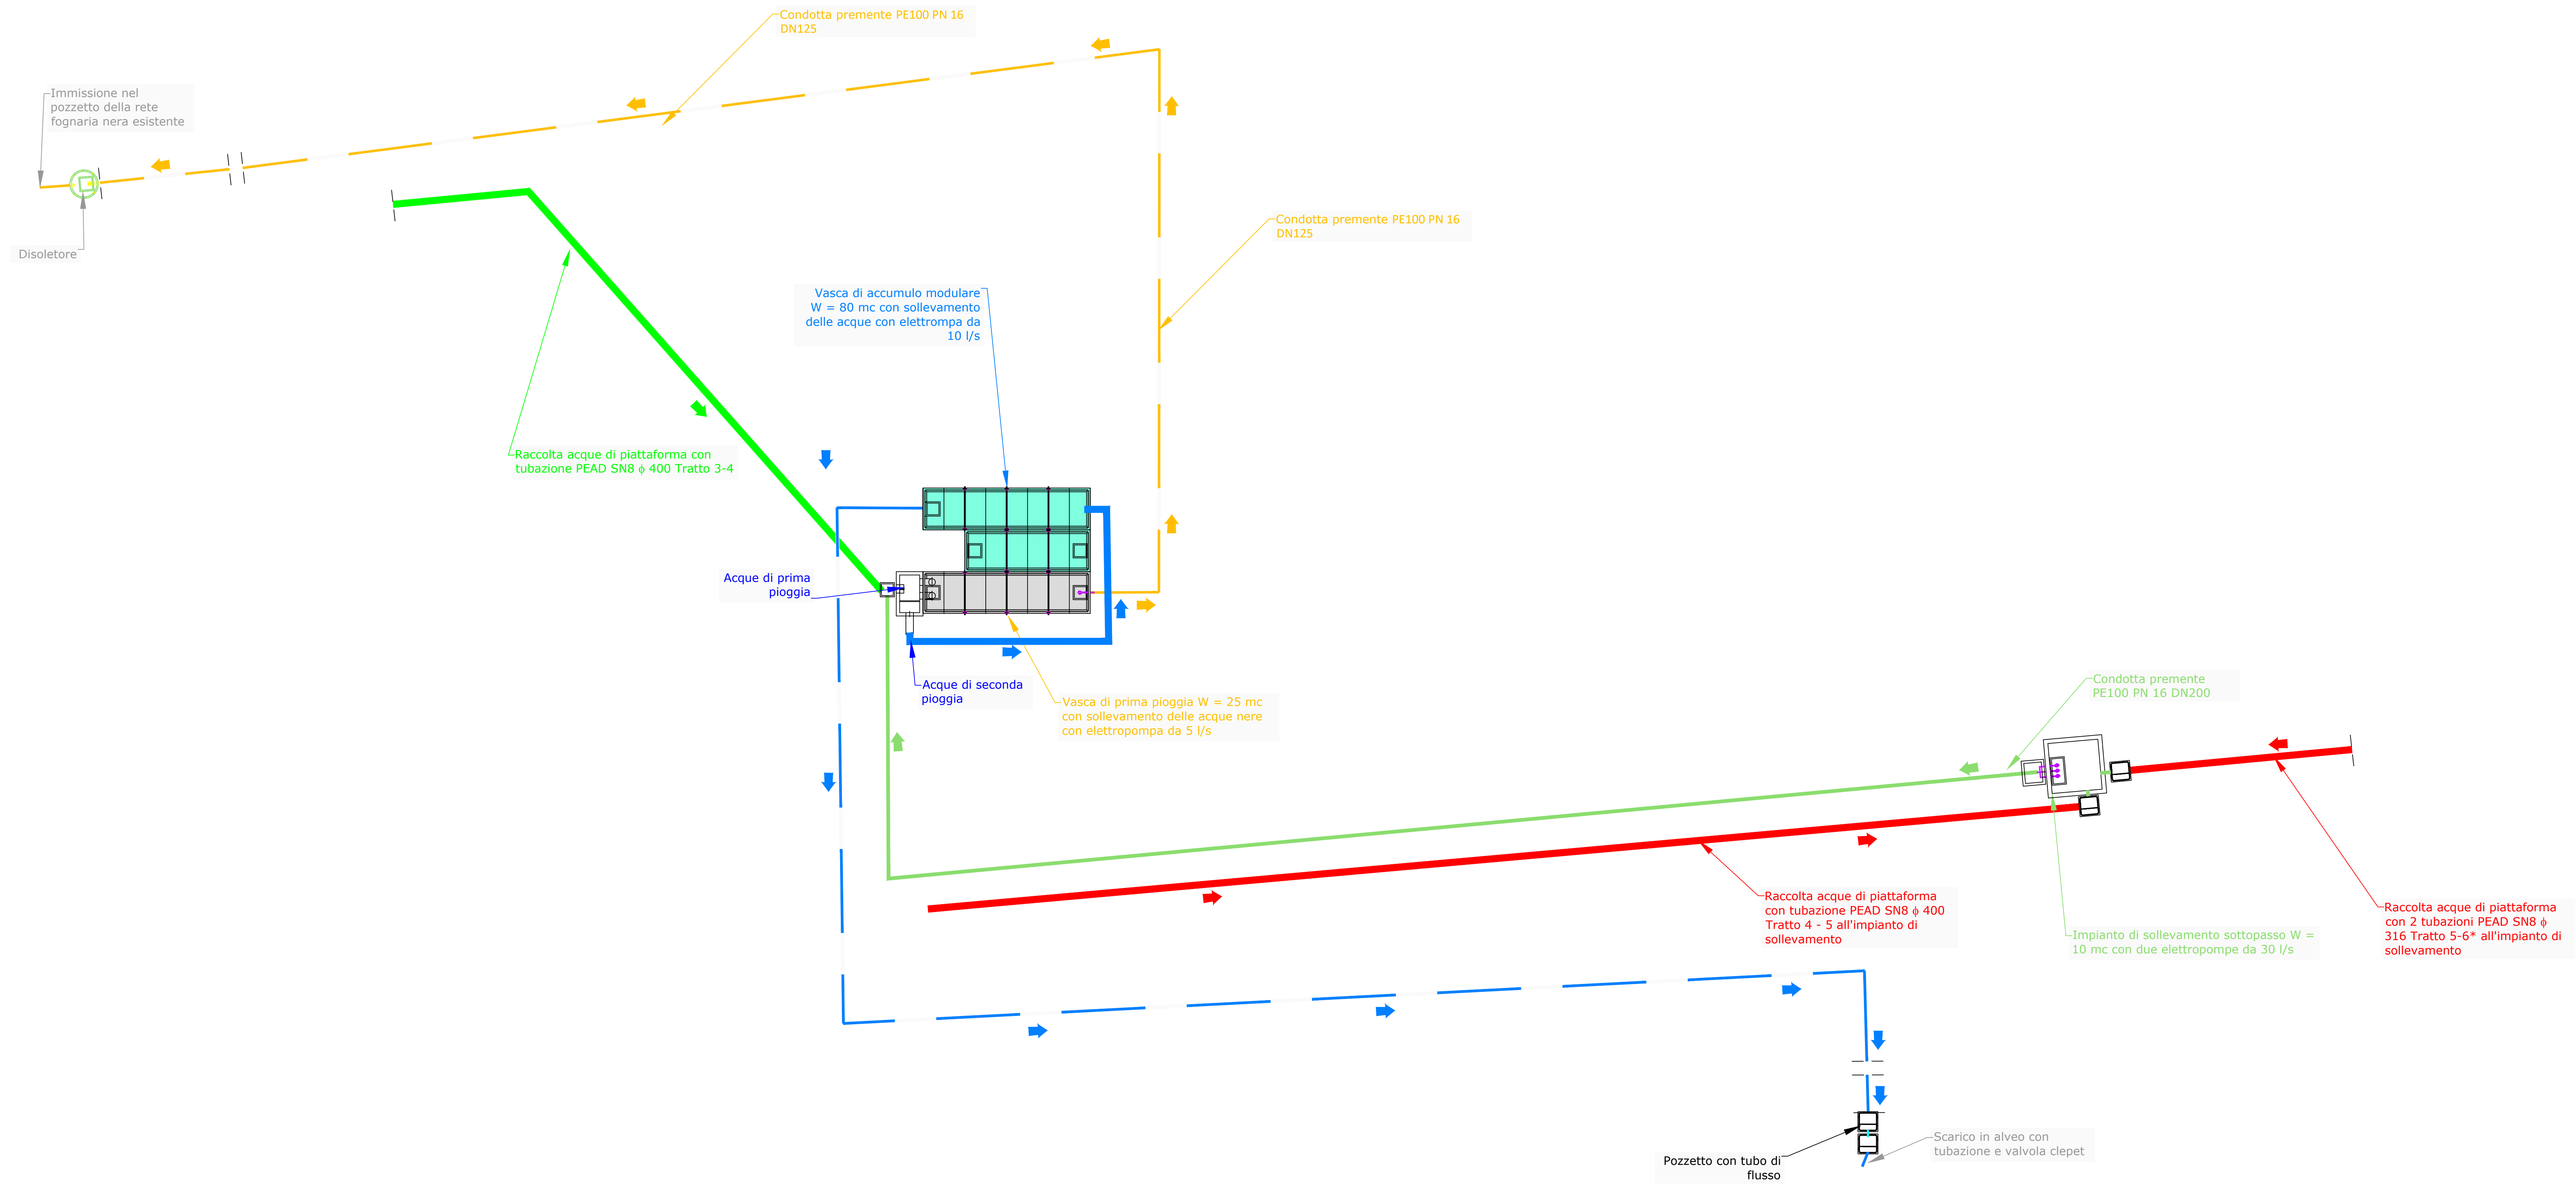 Condotta premente PE100 PN 16
DN125
Immissione nel
pozzetto della rete
fognaria nera esistente
Disoletore
Condotta premente PE100 PN 16
DN125
Vasca di accumulo modulare
W = 80 mc con sollevamento
delle acque con elettrompa da
10 l/s
Raccolta acque di piattaforma con
tubazione PEAD SN8 ϕ 400 Tratto 3-4
Acque di prima
pioggia
Acque di seconda
pioggia
Vasca di prima pioggia W = 25 mc
con sollevamento delle acque nere
con elettropompa da 5 l/s
Condotta premente
PE100 PN 16 DN200
Raccolta acque di piattaforma
con tubazione PEAD SN8 ϕ 400
Tratto 4 - 5 all'impianto di
sollevamento
Impianto di sollevamento sottopasso W =
10 mc con due elettropompe da 30 l/s
Raccolta acque di piattaforma
con 2 tubazioni PEAD SN8 ϕ
316 Tratto 5-6* all'impianto di
sollevamento
Pozzetto con tubo di
flusso
Scarico in alveo con
tubazione e valvola clepet